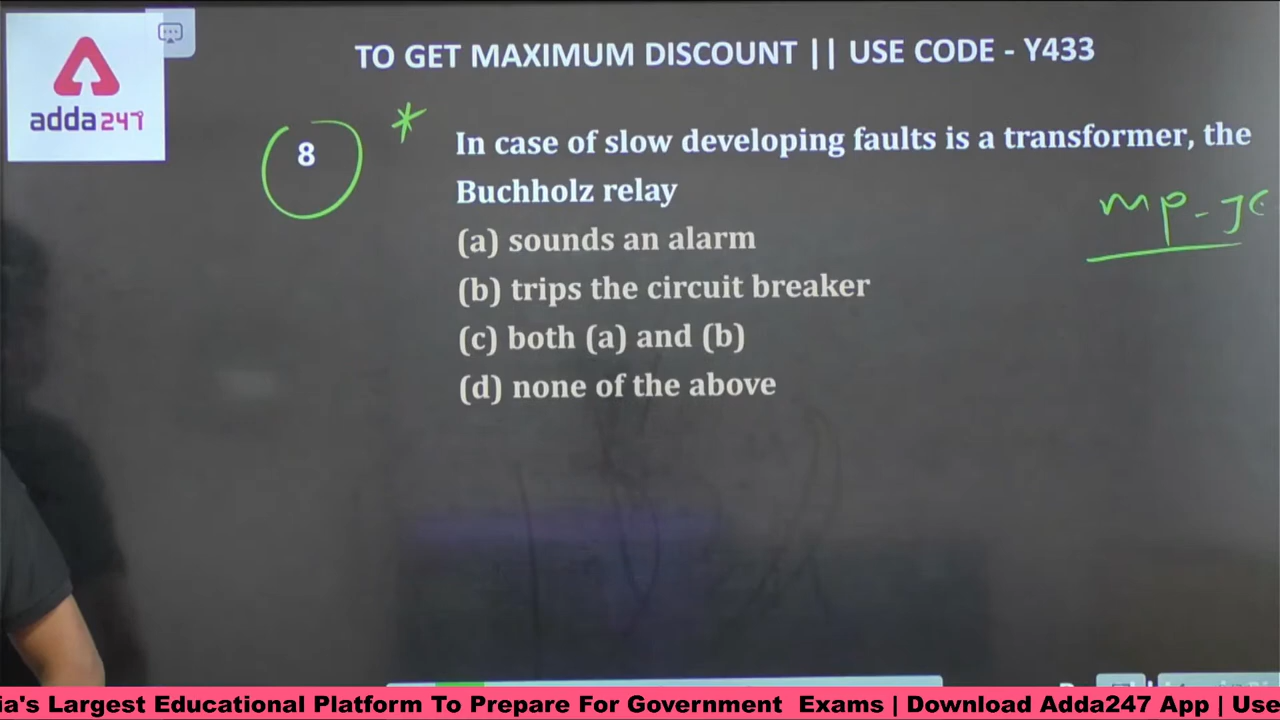 adda247
TO GET MAXIMUM DISCOUNT || USE CODE - Y433
8
*
In case of slow developing faults is a transformer, the
Buchholz relay
mp-
(a) sounds an alarm
(b) trips the circuit breaker
(c) both (a) and (b)
(d) none of the above
ia's Largest Educational Platform To Prepare For Government Exams | Download Adda247 App | Use